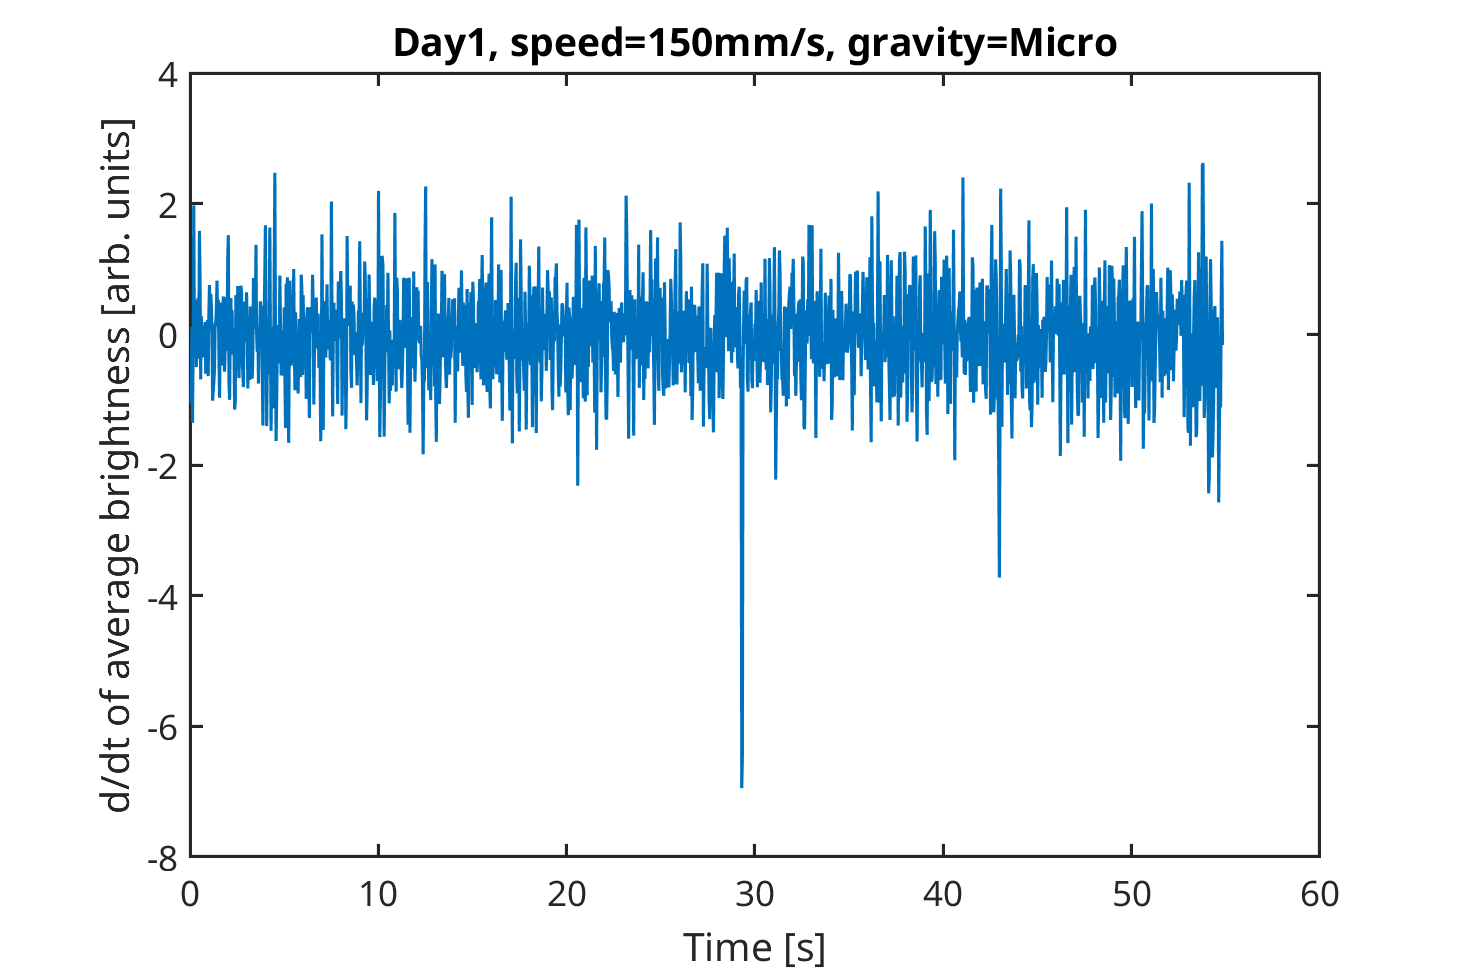 Day1, speed=150mm/s, gravity=Micro
d/dt of average brightness [arb. units]
4
2
0
-2
-4
-6
-8
0 10 20 30 40 50 60
Time [s]